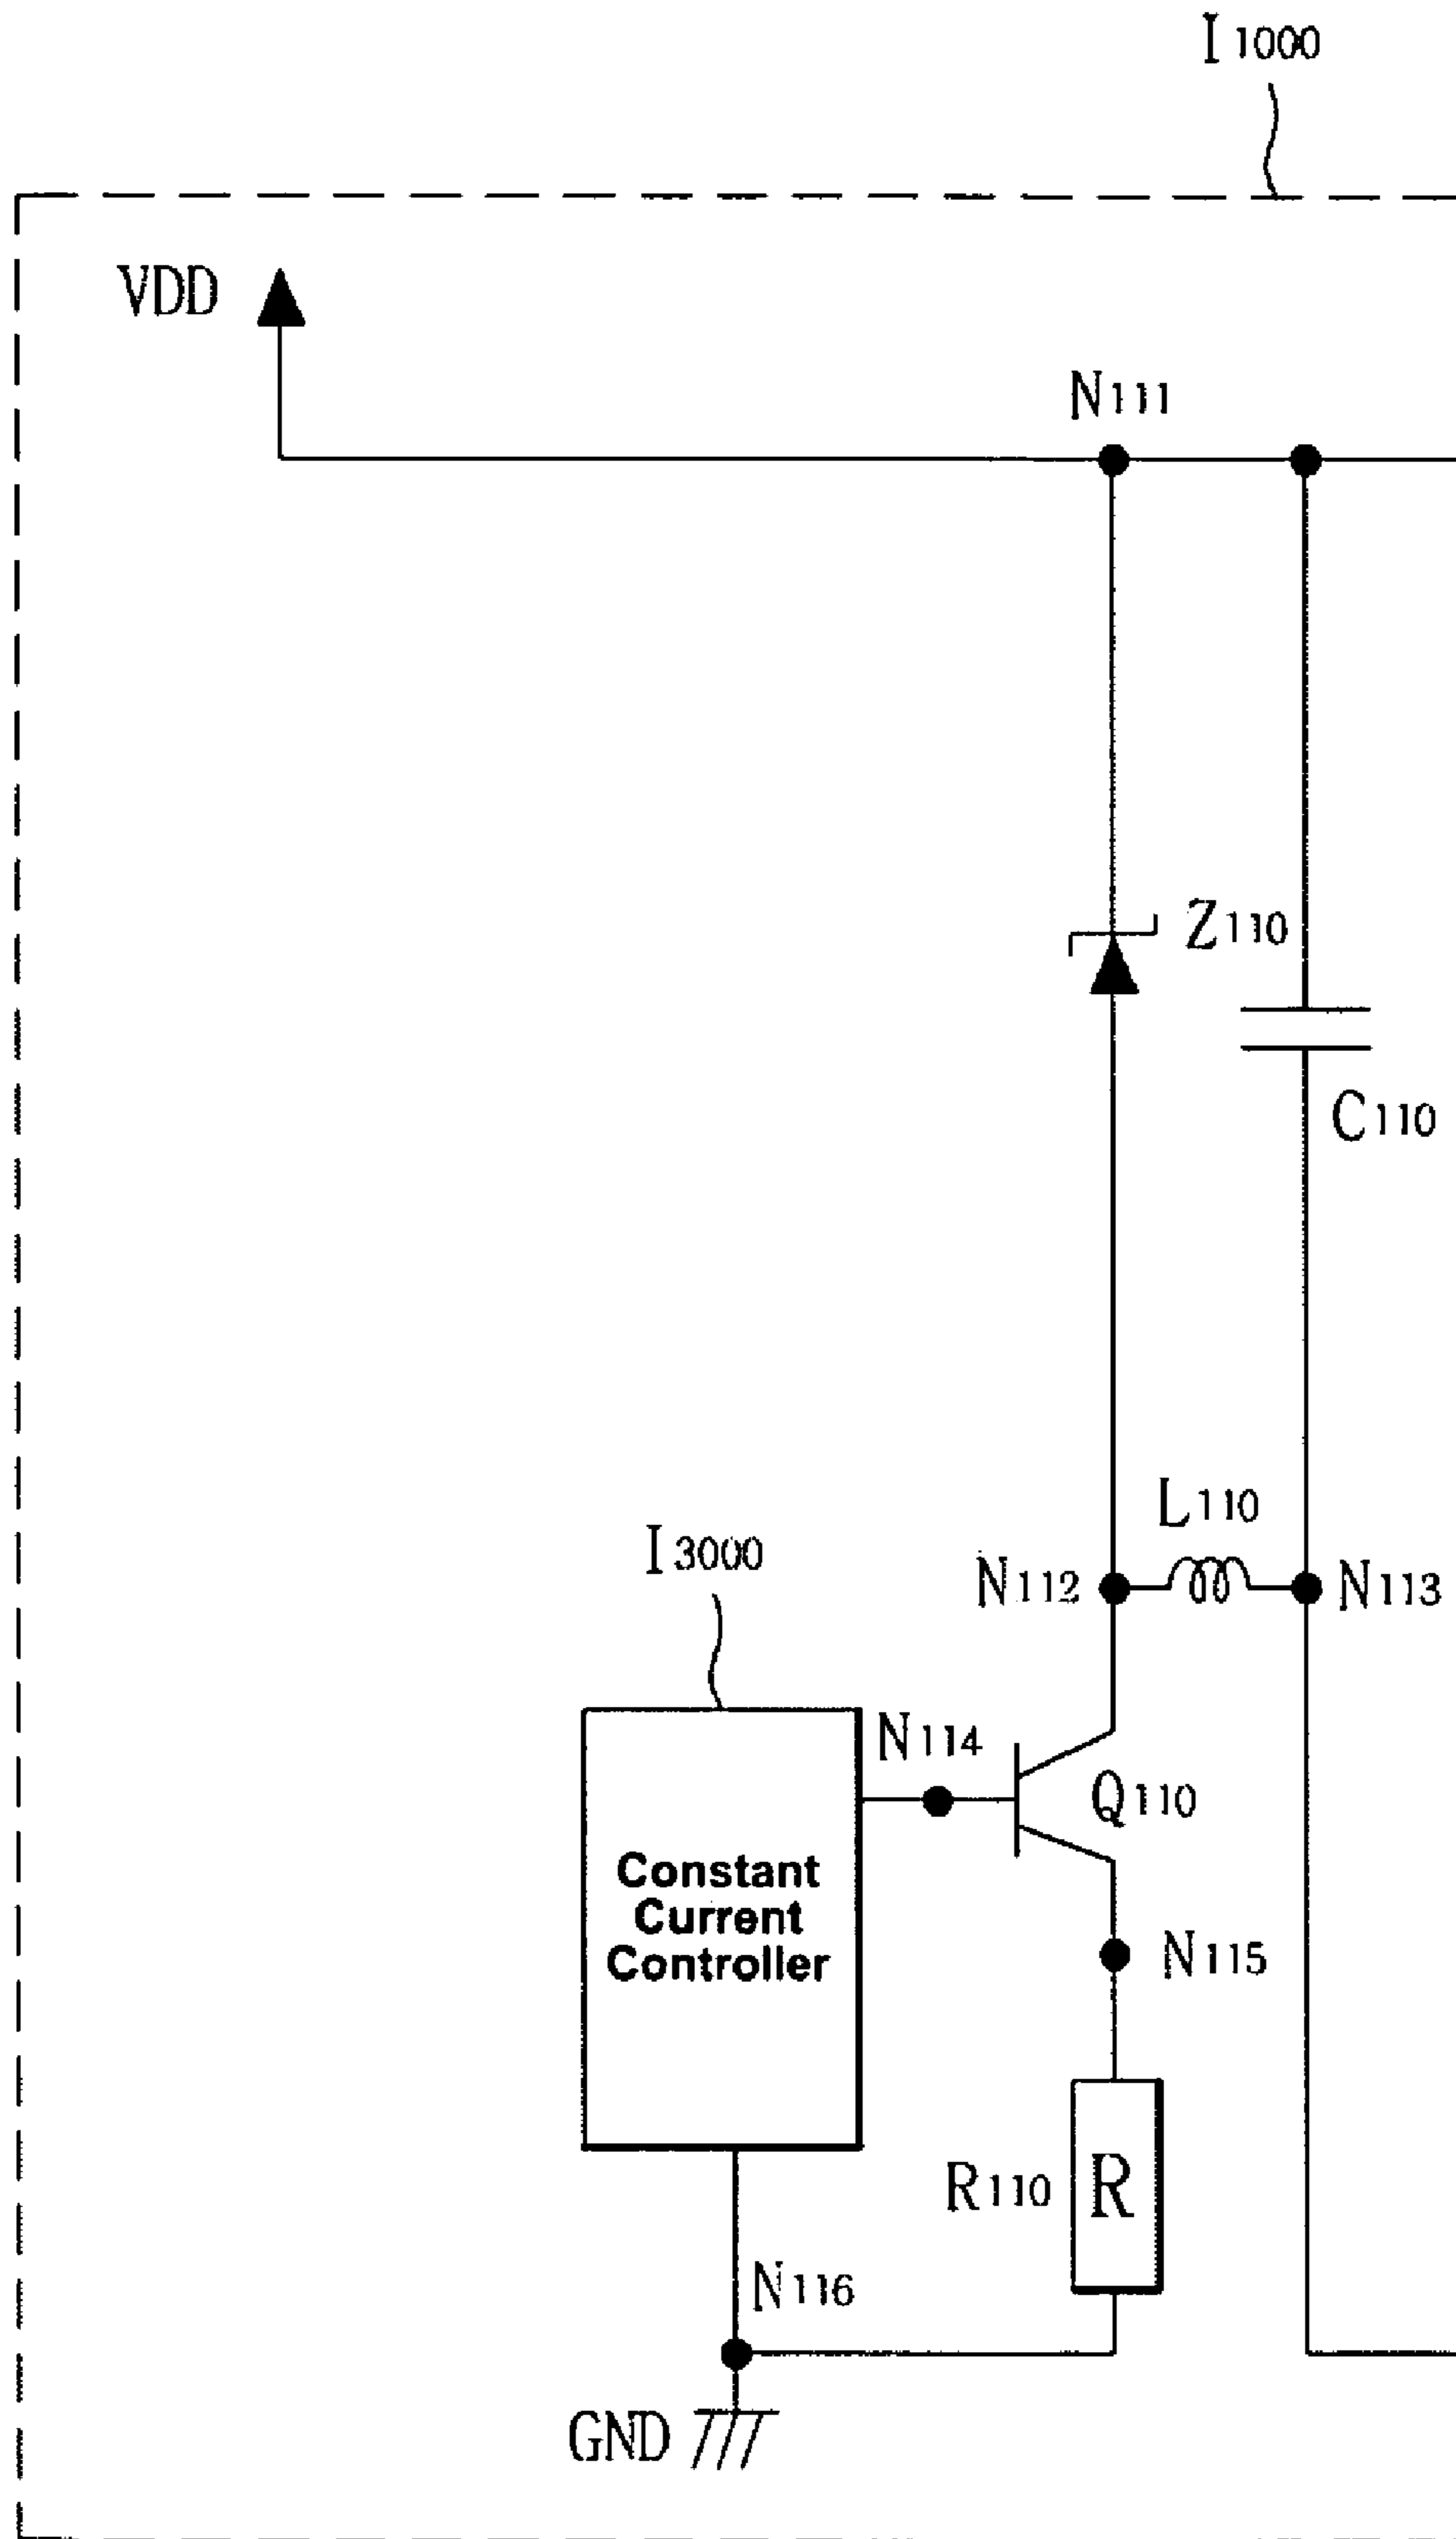 I1000
VDD
N111
Z110
C110
L110
I3000
N112
N113
N114
Q110
Constant
Current
Controller
N115
R110
R
N116
GND